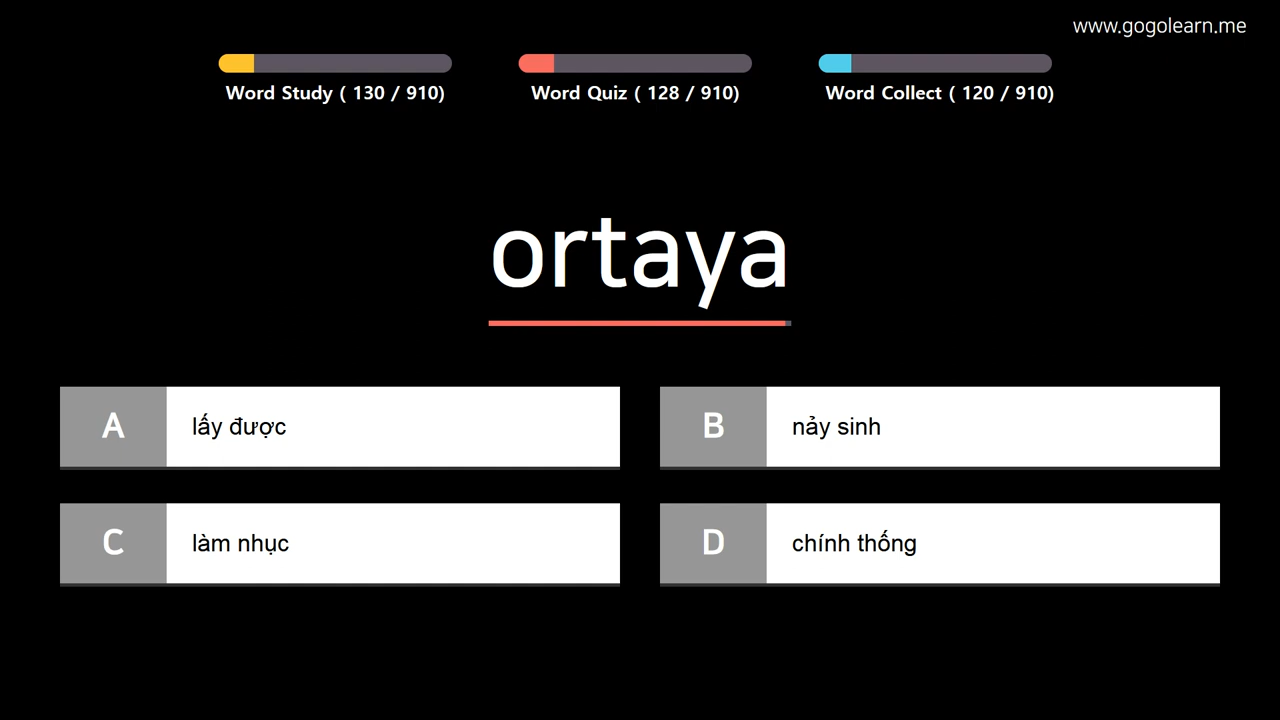 www.gogolearn.me
Word Study ( 130 / 910)
Word Quiz ( 128 / 910)
Word Collect ( 120 / 910)
ortaya
A lấy được
B nảy sinh
C làm nhục
D chính thống